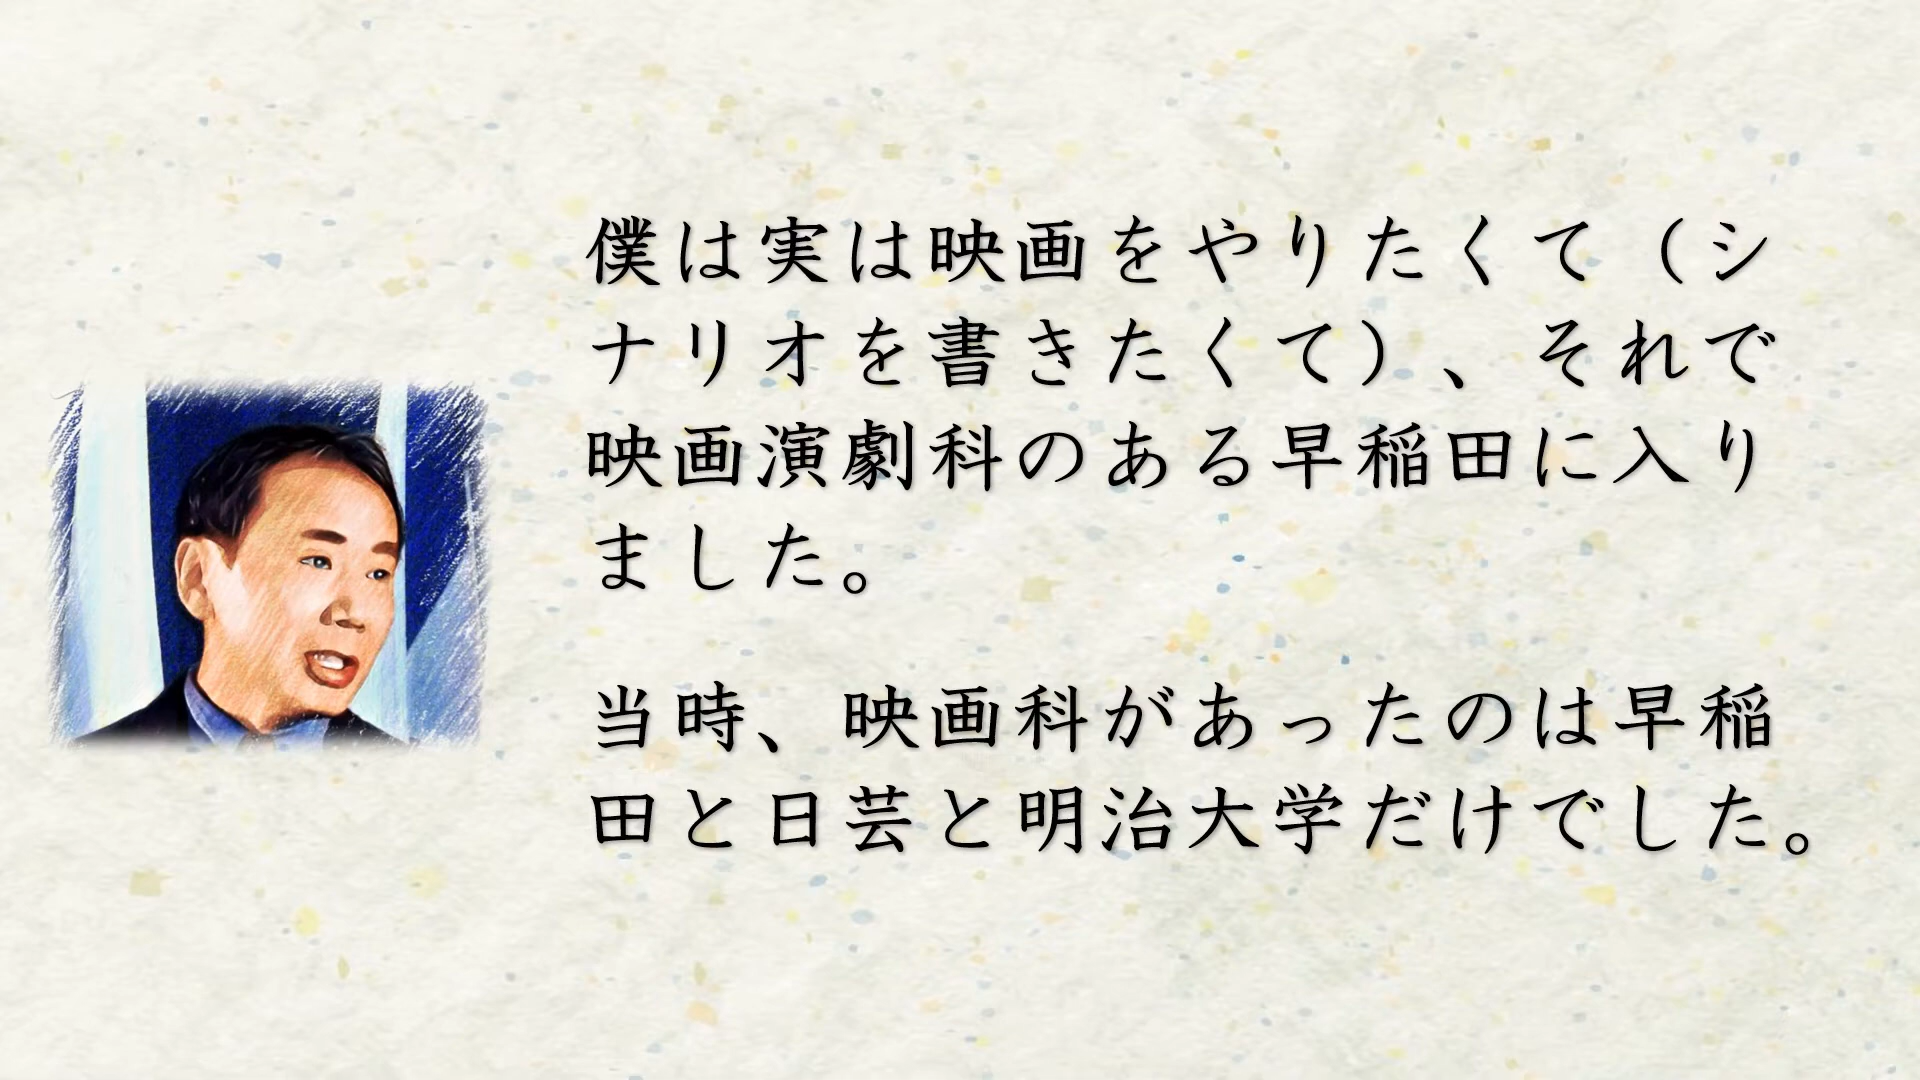 僕は実は映画をやりたくて（シ
ナリオを書きたくて）、それで
映画演劇科のある早稲田に入り
ました。
当時、映画科があったのは早稲
田と日芸と明治大学だけでした。